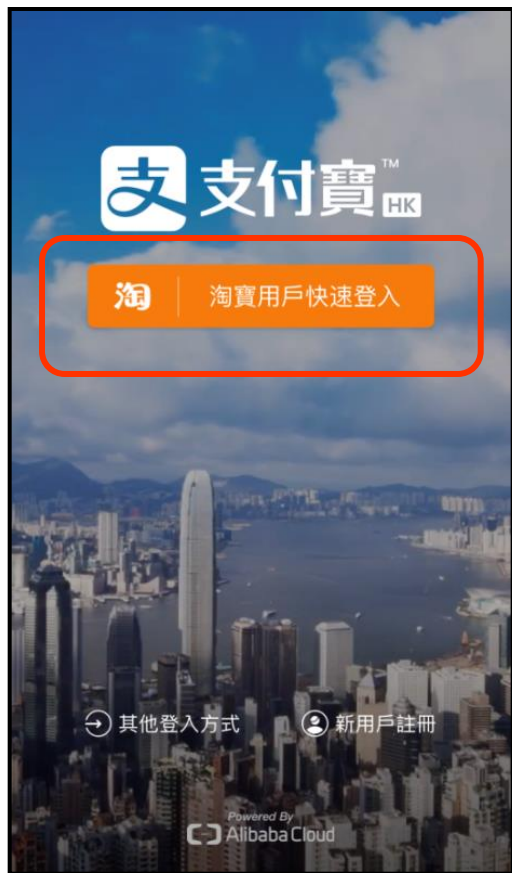 支 支付寶™
HK
淘 淘寶用戶快速登入
其他登入方式 新用戶註冊
Powered By
Alibaba Cloud